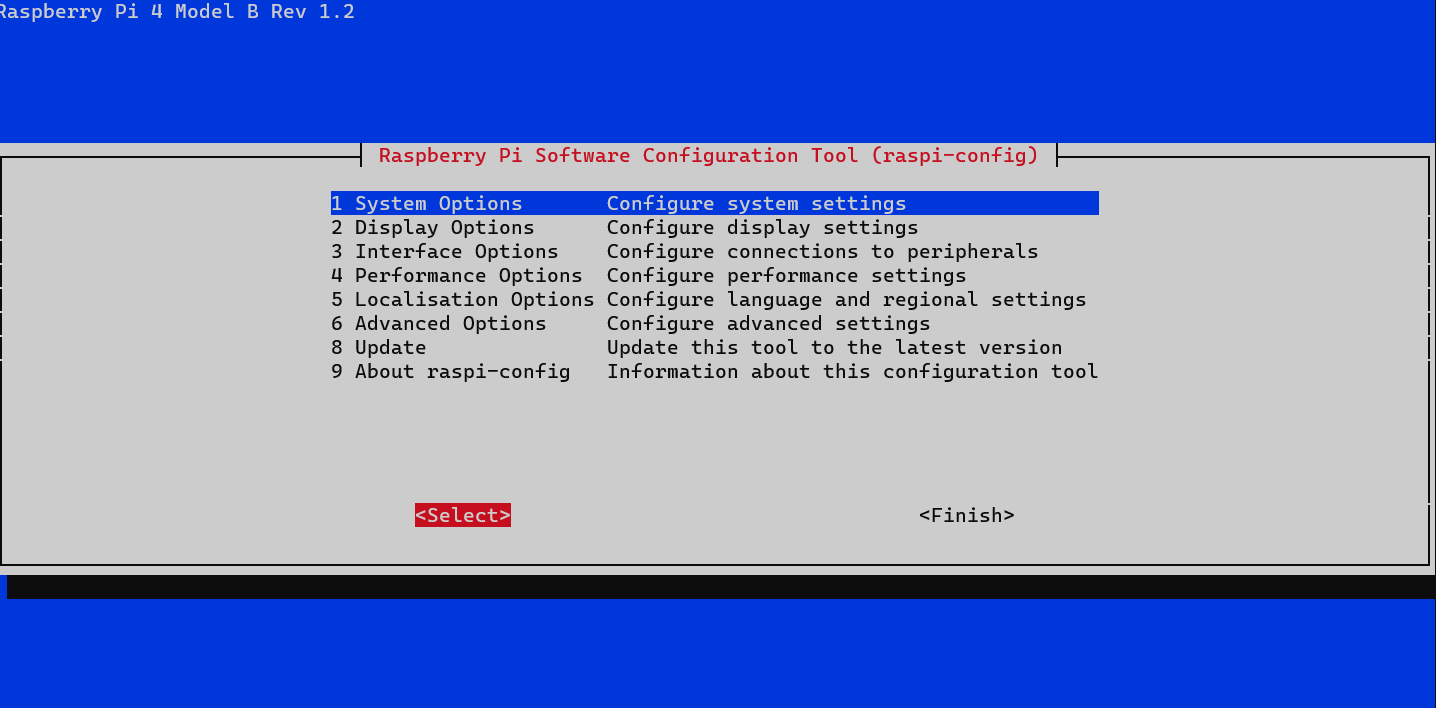 Raspberry Pi 4 Model B Rev 1.2
Raspberry Pi Software Configuration Tool (raspi-config)
1 System Options Configure system settings
2 Display Options Configure display settings
3 Interface Options Configure connections to peripherals
4 Performance Options Configure performance settings
5 Localisation Options Configure language and regional settings
6 Advanced Options Configure advanced settings
8 Update Update this tool to the latest version
9 About raspi-config Information about this configuration tool
<Select> <Finish>